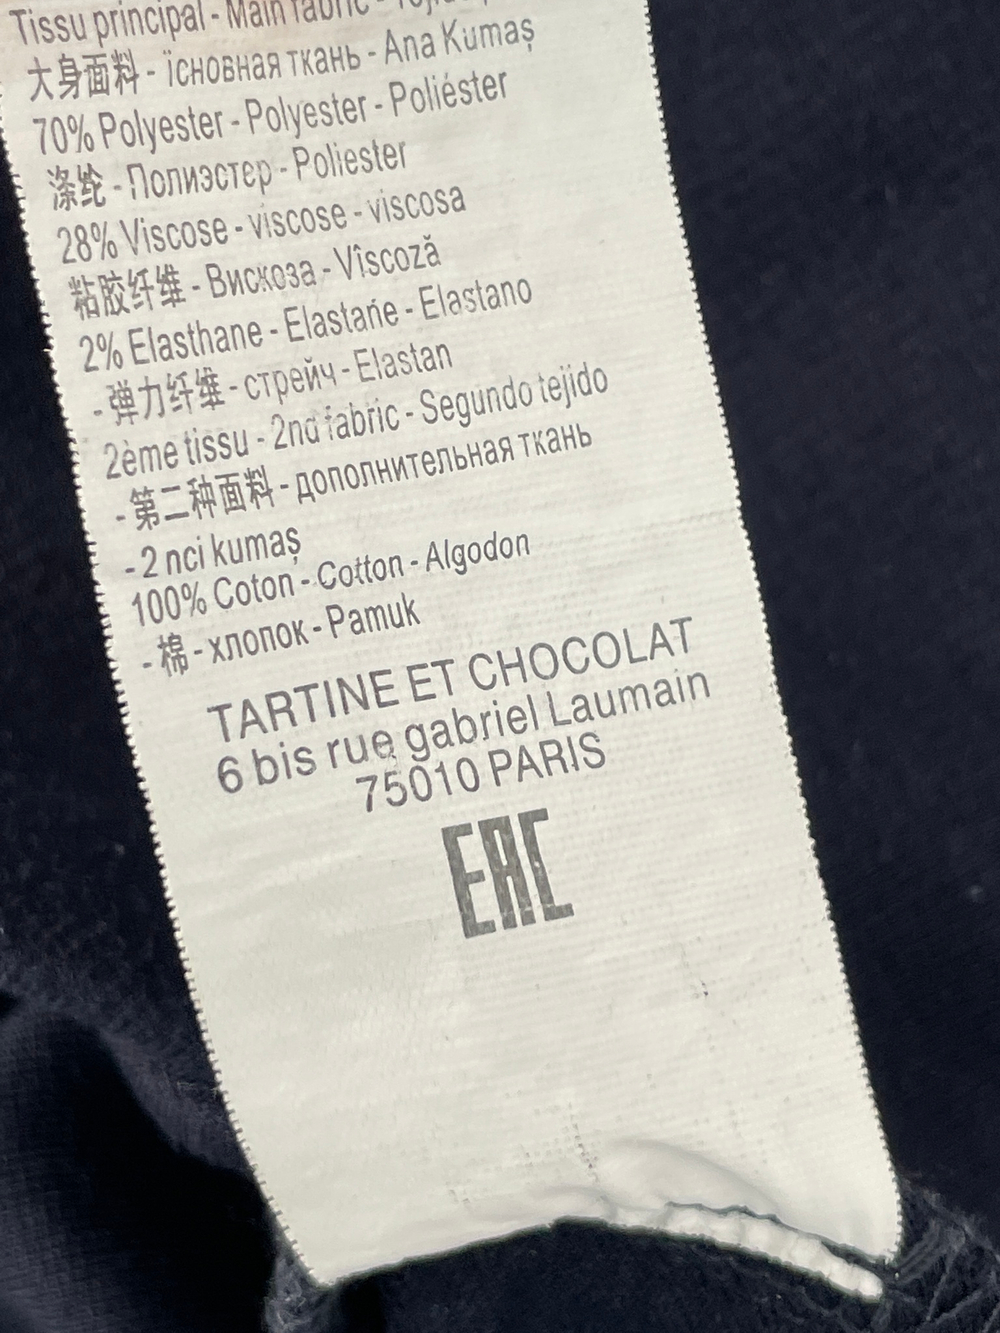 Tissu principal - Main fabric -
大身面料 - їсновная ткань - Ana Kumaş
70% Polyester - Polyester - Poliéster
涤纶 - Полиэстер - Poliester
28% Viscose - viscose - viscosa
粘胶纤维 - Вискоза - Vîscoză
2% Elasthane - Elastane - Elastano
- 弹力纤维 - стрейч - Elastan
2ème tissu - 2nd fabric - Segundo tejido
- 第二种面料 - дополнительная ткань
- 2 nci kumaş
100% Coton - Cotton - Algodon
- 棉 - хлопок - Pamuk
TARTINE ET CHOCOLAT
6 bis rue gabriel Laumain
75010 PARIS
EAC